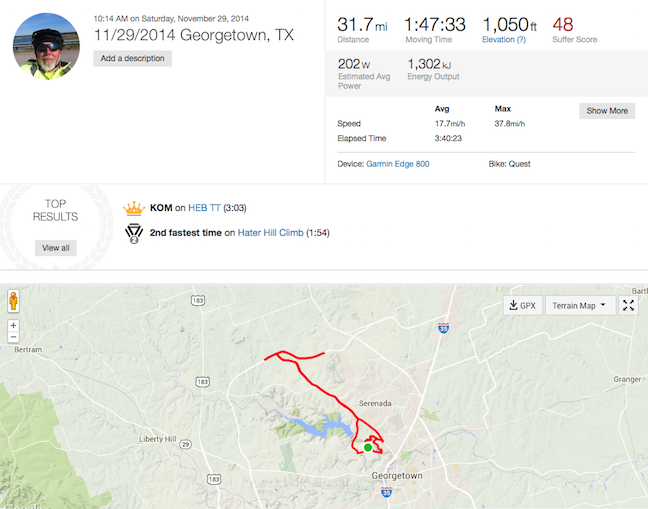 10:14 AM on Saturday, November 29, 2014
11/29/2014 Georgetown, TX
Add a description
31.7mi 1:47:33 1,050ft 48
Distance Moving Time Elevation (?) Suffer Score
202W 1,302kJ
Estimated Avg Energy Output
Power
Avg Max Show More
Speed 17.7mi/h 37.8mi/h
Elapsed Time 3:40:23
Device: Garmin Edge 800 Bike: Quest
TOP
RESULTS
View all
KOM on HEB TT (3:03)
2
2nd fastest time on Hater Hill Climb (1:54)
GPX Terrain Map
+
−
183
Bartl
35
Bertram
183
Granger
Serenada
Liberty Hill 29
183
Georgetown
35